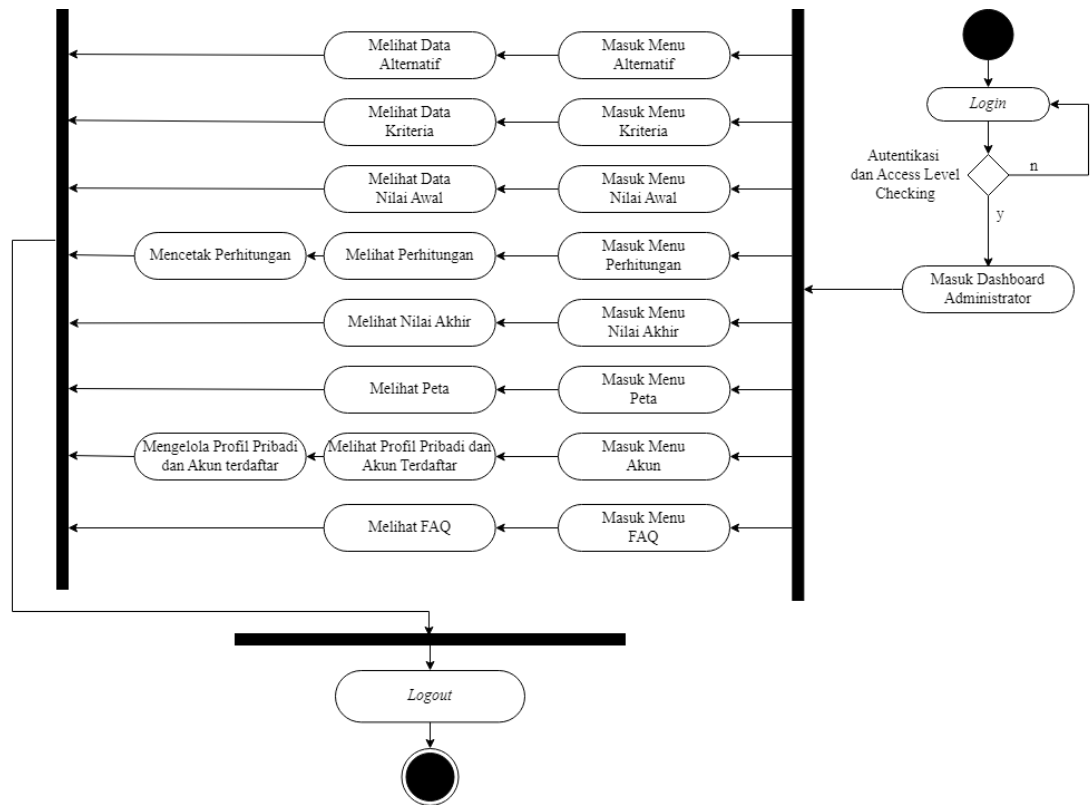 Melihat Data
Alternatif
Masuk Menu
Alternatif
Login
Melihat Data
Kriteria
Masuk Menu
Kriteria
Autentikasi
dan Access Level
Checking
n
y
Melihat Data
Nilai Awal
Masuk Menu
Nilai Awal
Mencetak Perhitungan
Melihat Perhitungan
Masuk Menu
Perhitungan
Masuk Dashboard
Administrator
Melihat Nilai Akhir
Masuk Menu
Nilai Akhir
Melihat Peta
Masuk Menu
Peta
Mengelola Profil Pribadi
dan Akun terdaftar
Melihat Profil Pribadi dan
Akun Terdaftar
Masuk Menu
Akun
Melihat FAQ
Masuk Menu
FAQ
Logout